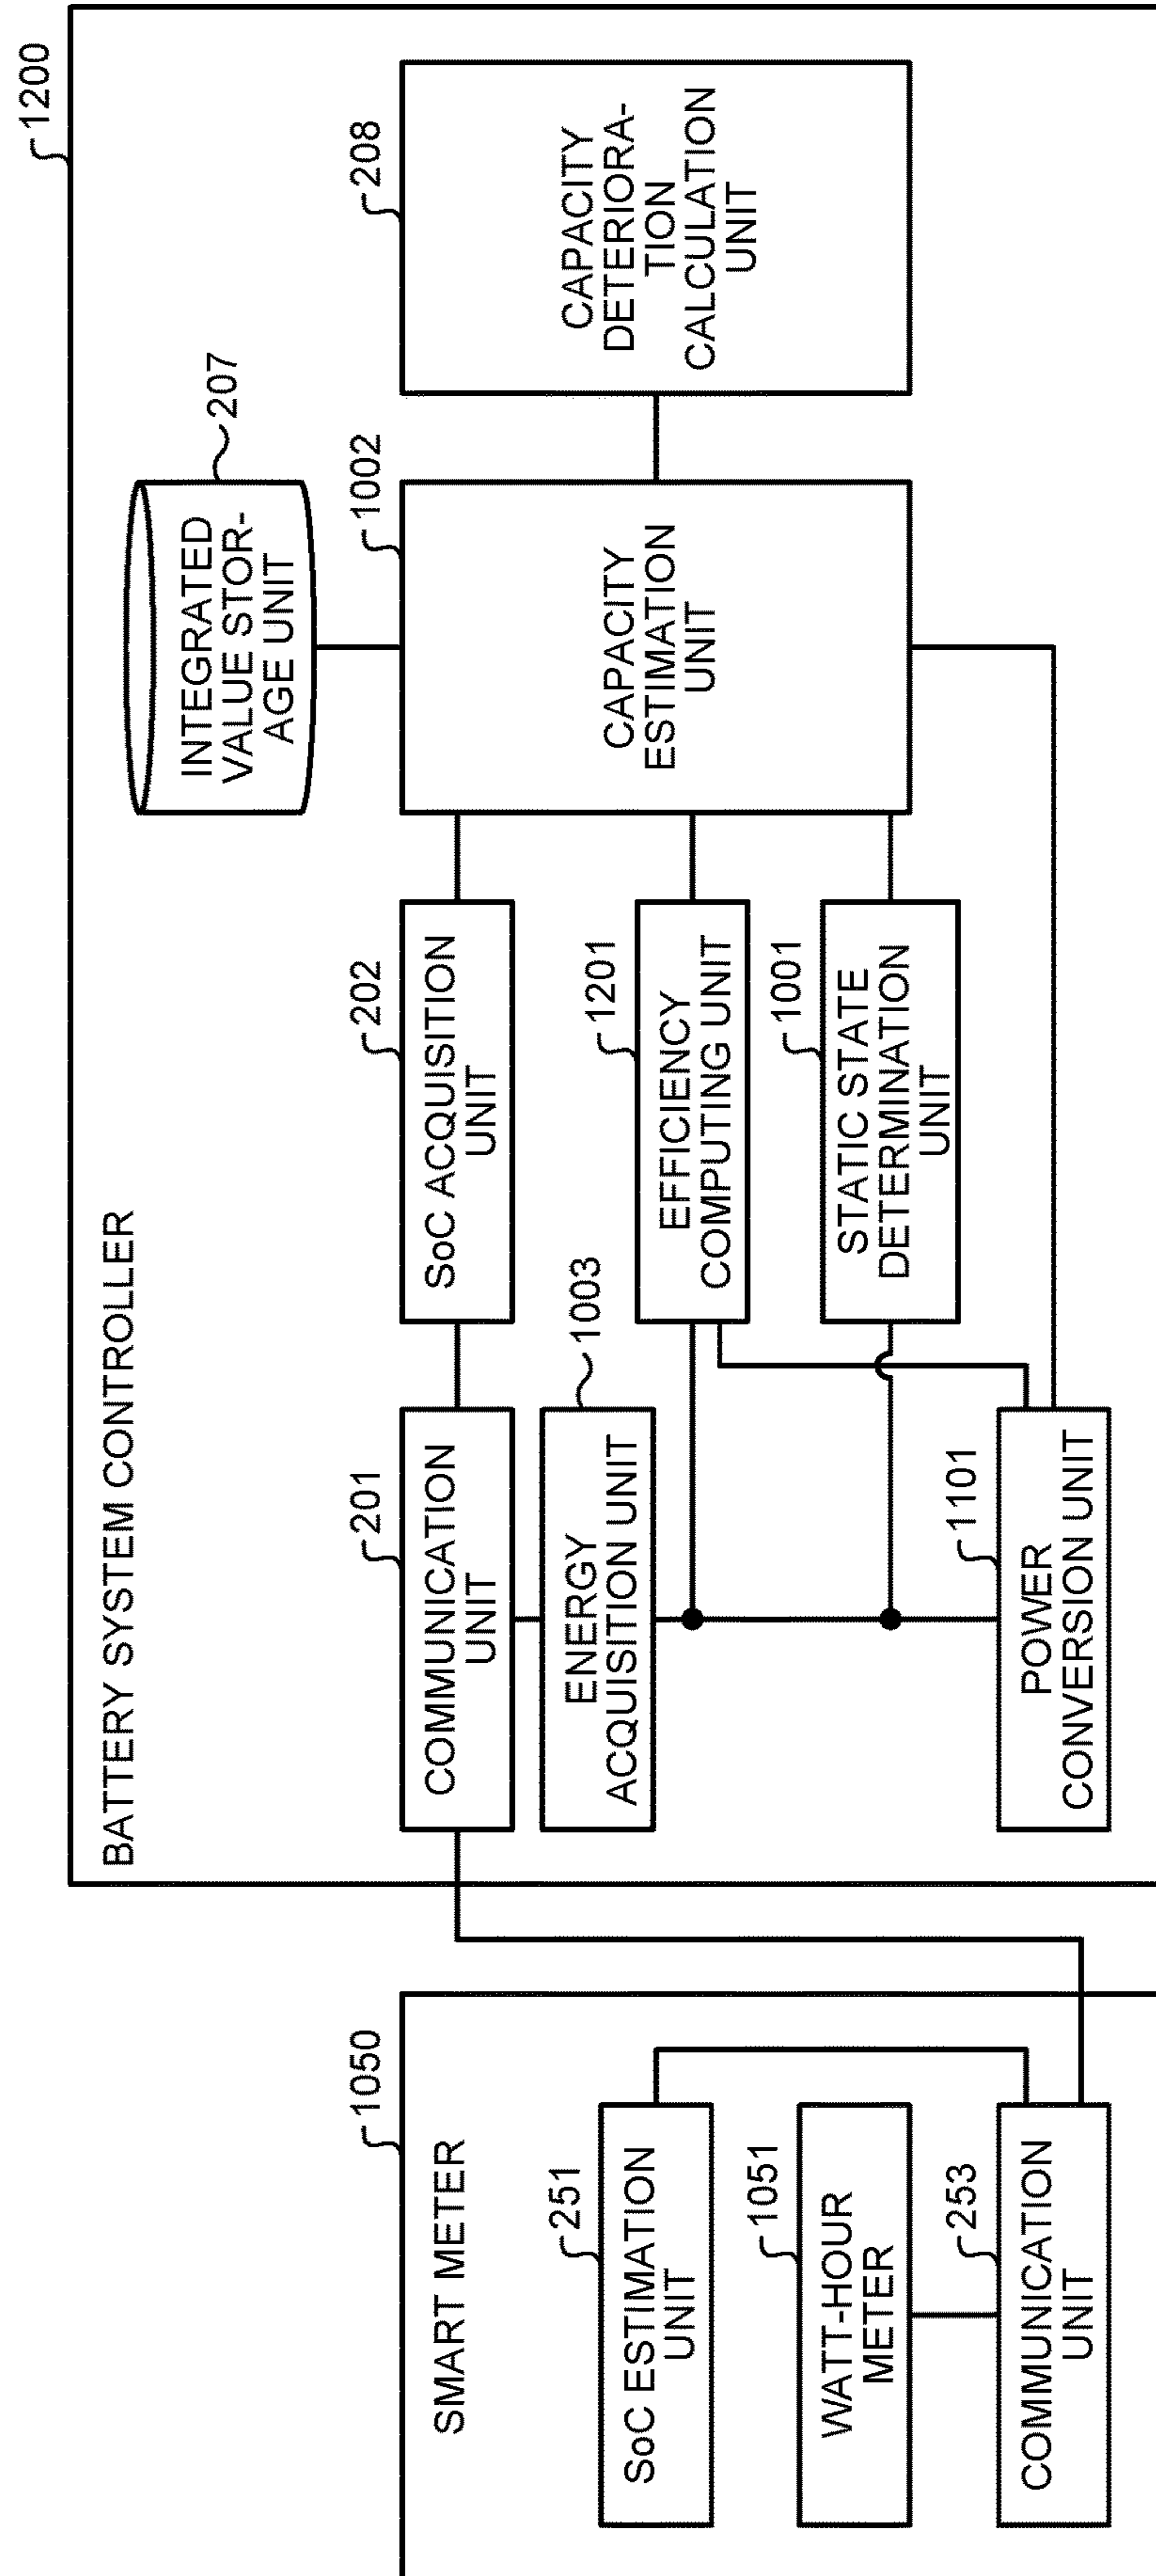 1200
BATTERY SYSTEM CONTROLLER
1050
SMART METER
251
SoC ESTIMATION
UNIT
1051
WATT-HOUR
METER
253
COMMUNICATION
UNIT
201
COMMUNICATION
UNIT
1003
ENERGY
ACQUISITION UNIT
1101
POWER
CONVERSION UNIT
202
SoC ACQUISITION
UNIT
1201
EFFICIENCY
COMPUTING UNIT
1001
STATIC STATE
DETERMINATION
UNIT
207
INTEGRATED
VALUE STOR-
AGE UNIT
1002
CAPACITY
ESTIMATION
UNIT
208
CAPACITY
DETERIORA-
TION
CALCULATION
UNIT